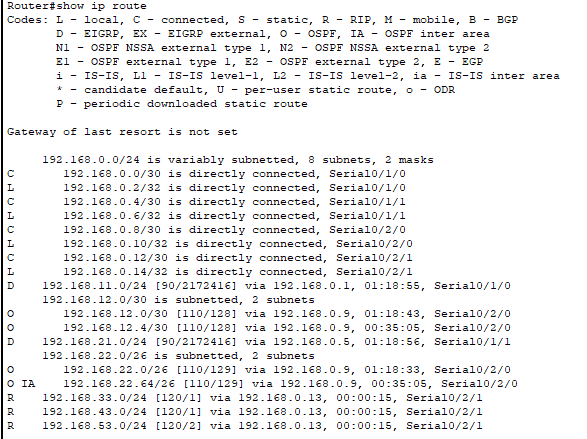 Router#show ip route
Codes: L - local, C - connected, S - static, R - RIP, M - mobile, B - BGP
D - EIGRP, EX - EIGRP external, O - OSPF, IA - OSPF inter area
N1 - OSPF NSSA external type 1, N2 - OSPF NSSA external type 2
E1 - OSPF external type 1, E2 - OSPF external type 2, E - EGP
i - IS-IS, L1 - IS-IS level-1, L2 - IS-IS level-2, ia - IS-IS inter area
* - candidate default, U - per-user static route, o - ODR
P - periodic downloaded static route
Gateway of last resort is not set
192.168.0.0/24 is variably subnetted, 8 subnets, 2 masks
C 192.168.0.0/30 is directly connected, Serial0/1/0
L 192.168.0.2/32 is directly connected, Serial0/1/0
C 192.168.0.4/30 is directly connected, Serial0/1/1
L 192.168.0.6/32 is directly connected, Serial0/1/1
C 192.168.0.8/30 is directly connected, Serial0/2/0
L 192.168.0.10/32 is directly connected, Serial0/2/0
C 192.168.0.12/30 is directly connected, Serial0/2/1
L 192.168.0.14/32 is directly connected, Serial0/2/1
D 192.168.11.0/24 [90/2172416] via 192.168.0.1, 01:18:55, Serial0/1/0
192.168.12.0/30 is subnetted, 2 subnets
O 192.168.12.0/30 [110/128] via 192.168.0.9, 01:18:43, Serial0/2/0
O 192.168.12.4/30 [110/128] via 192.168.0.9, 00:35:05, Serial0/2/0
D 192.168.21.0/24 [90/2172416] via 192.168.0.5, 01:18:56, Serial0/1/1
192.168.22.0/26 is subnetted, 2 subnets
O 192.168.22.0/26 [110/129] via 192.168.0.9, 01:18:33, Serial0/2/0
O IA 192.168.22.64/26 [110/129] via 192.168.0.9, 00:35:05, Serial0/2/0
R 192.168.33.0/24 [120/1] via 192.168.0.13, 00:00:15, Serial0/2/1
R 192.168.43.0/24 [120/1] via 192.168.0.13, 00:00:15, Serial0/2/1
R 192.168.53.0/24 [120/2] via 192.168.0.13, 00:00:15, Serial0/2/1